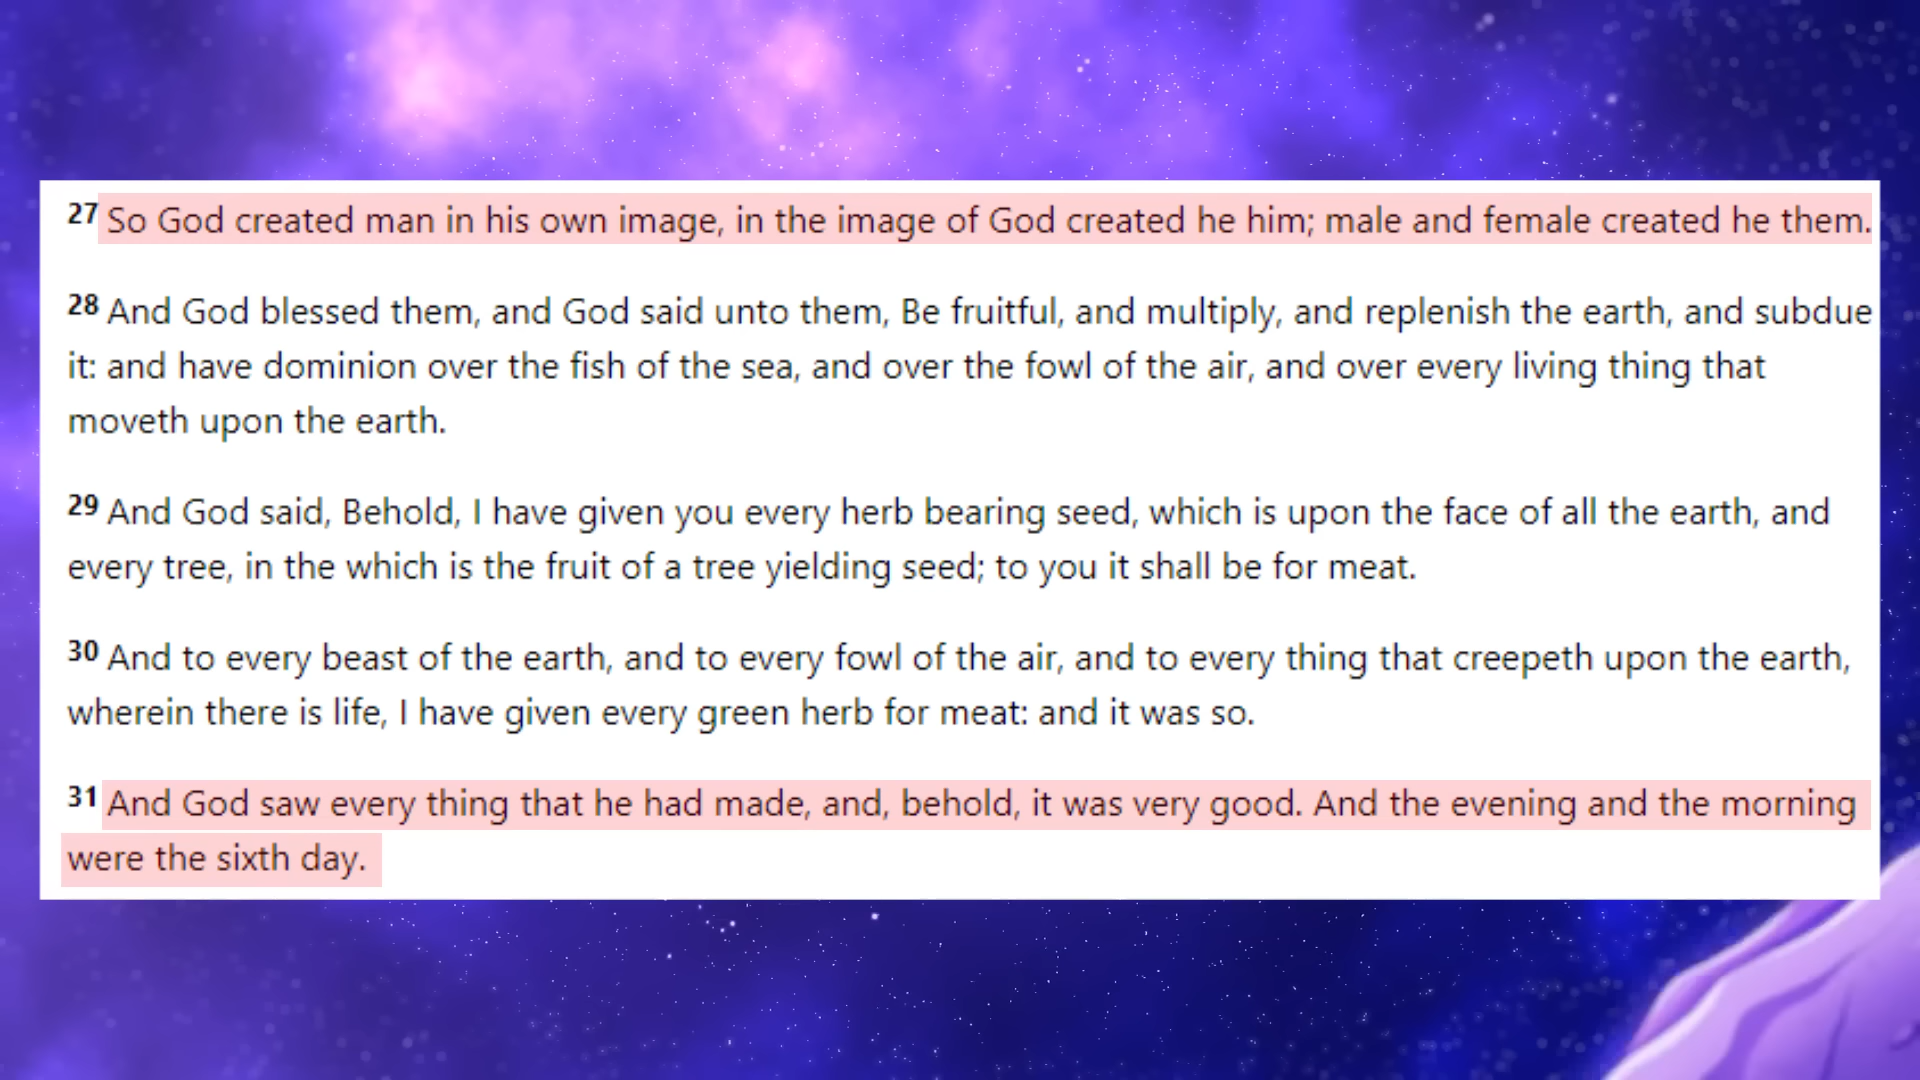 27 So God created man in his own image, in the image of God created he him; male and female created he them.
28 And God blessed them, and God said unto them, Be fruitful, and multiply, and replenish the earth, and subdue
it: and have dominion over the fish of the sea, and over the fowl of the air, and over every living thing that
moveth upon the earth.
29 And God said, Behold, I have given you every herb bearing seed, which is upon the face of all the earth, and
every tree, in the which is the fruit of a tree yielding seed; to you it shall be for meat.
30 And to every beast of the earth, and to every fowl of the air, and to every thing that creepeth upon the earth,
wherein there is life, I have given every green herb for meat: and it was so.
31 And God saw every thing that he had made, and, behold, it was very good. And the evening and the morning
were the sixth day.